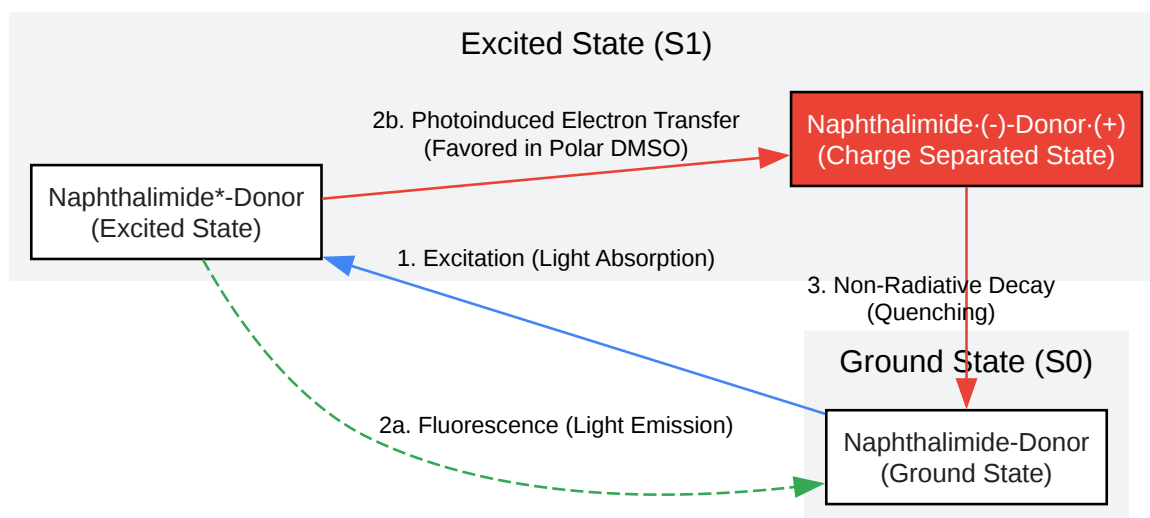 Excited State (S1)
2b. Photoinduced Electron Transfer
(Favored in Polar DMSO)
Naphthalimide·(-)-Donor·(+)
(Charge Separated State)
Naphthalimide*-Donor
(Excited State)
1. Excitation (Light Absorption)
3. Non-Radiative Decay
(Quenching)
Ground State (S0)
2a. Fluorescence (Light Emission)
Naphthalimide-Donor
(Ground State)